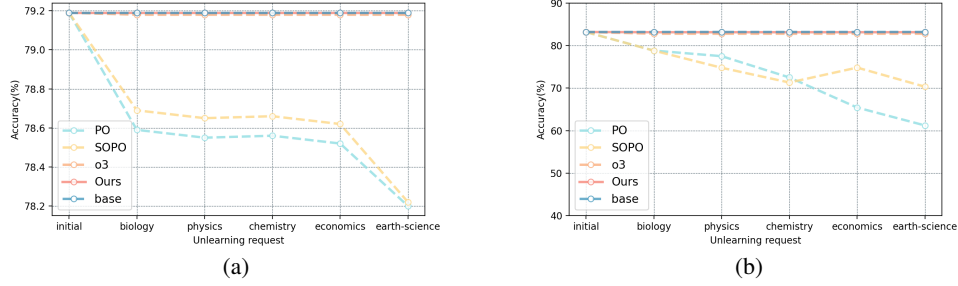 79.2
79.0
78.8
78.6
78.4
78.2
Accuracy(%)
PO
SOPO
o3
Ours
base
initial biology physics chemistry economics earth-science
Unlearning request
(a)
90
80
70
60
50
40
Accuracy(%)
PO
SOPO
o3
Ours
base
initial biology physics chemistry economics earth-science
Unlearning request
(b)